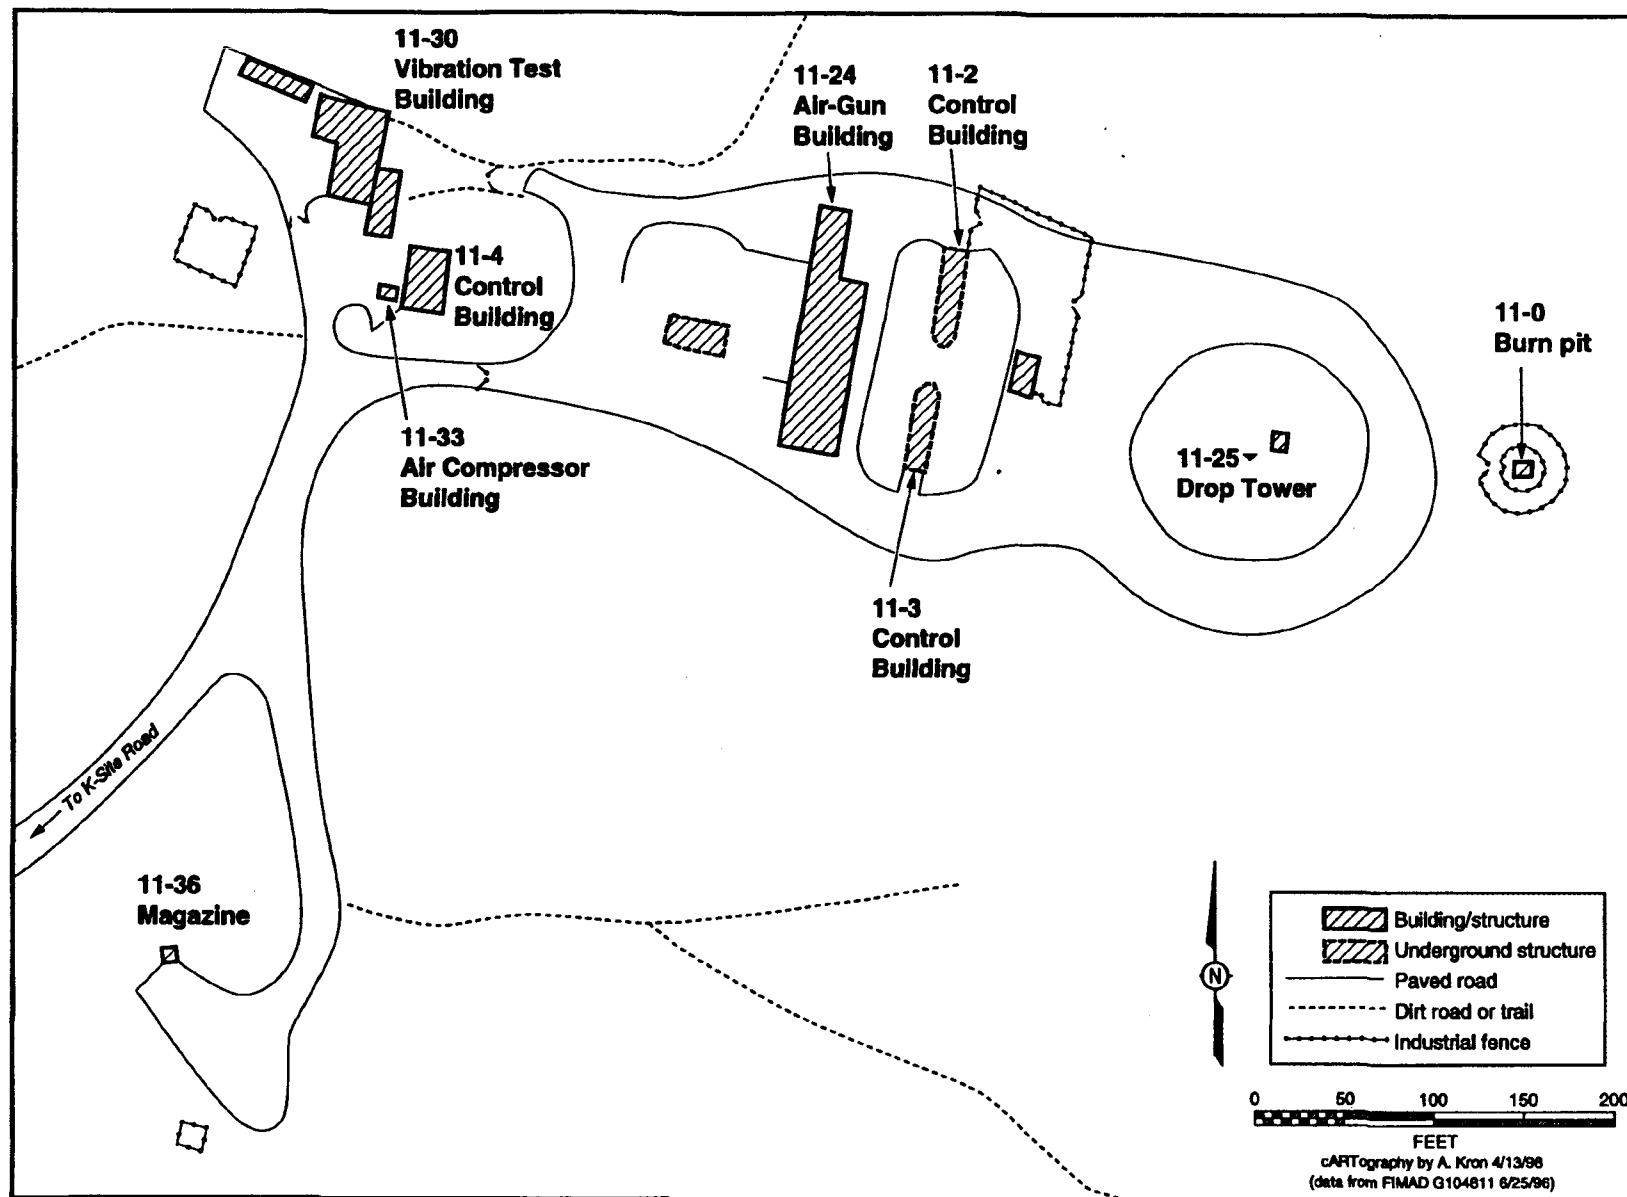 11-30
Vibration Test
Building
11-24
Air-Gun
Building
11-2
Control
Building
11-4
Control
Building
11-0
Burn pit
11-33
Air Compressor
Building
11-25
Drop Tower
11-3
Control
Building
To K-Site Road
11-36
Magazine
N
Building/structure
Underground structure
Paved road
Dirt road or trail
Industrial fence
0 50 100 150 200
FEET
cARTography by A. Kron 4/13/96
(data from FIMAD G104811 6/25/96)